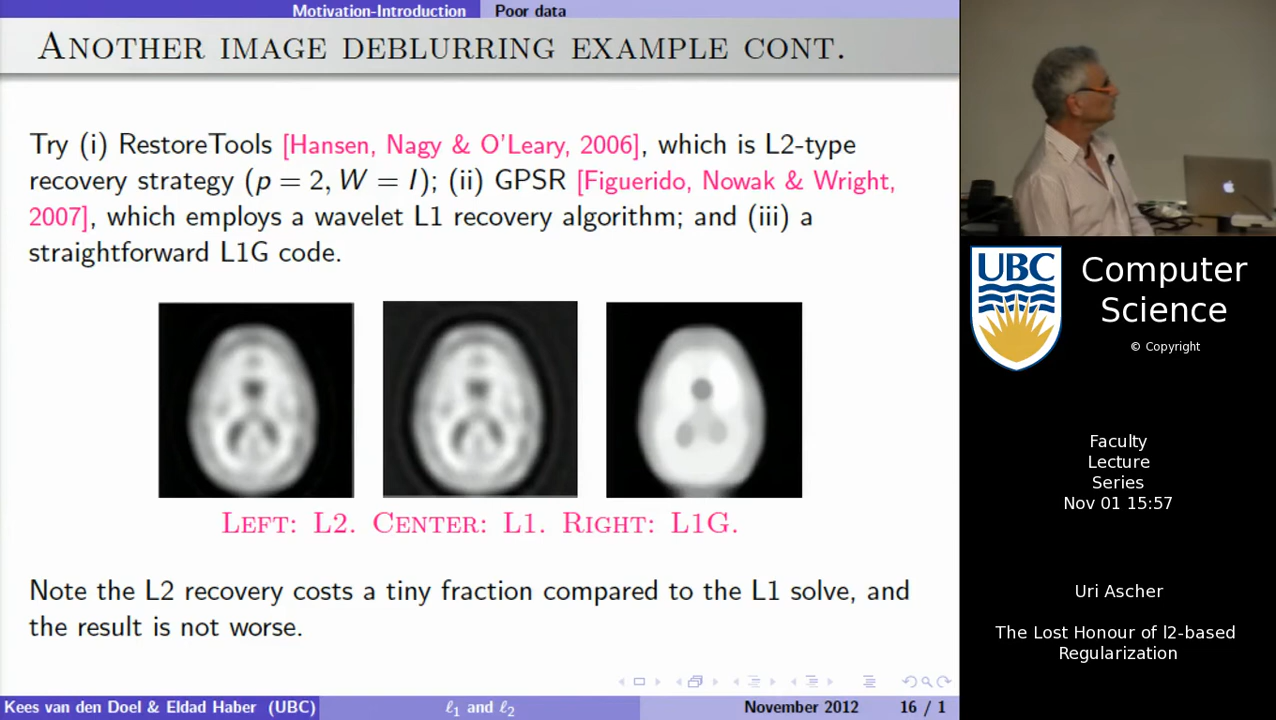 Motivation-Introduction Poor data
Another image deblurring example cont.
Try (i) RestoreTools [Hansen, Nagy & O'Leary, 2006], which is L2-type
recovery strategy (p = 2, W = I); (ii) GPSR [Figuerido, Nowak & Wright,
2007], which employs a wavelet L1 recovery algorithm; and (iii) a
straightforward L1G code.
Left: L2. Center: L1. Right: L1G.
Note the L2 recovery costs a tiny fraction compared to the L1 solve, and
the result is not worse.
Kees van den Doel & Eldad Haber (UBC) ℓ1 and ℓ2 November 2012 16 / 1
UBC
Computer
Science
© Copyright
Faculty
Lecture
Series
Nov 01 15:57
Uri Ascher
The Lost Honour of l2-based
Regularization